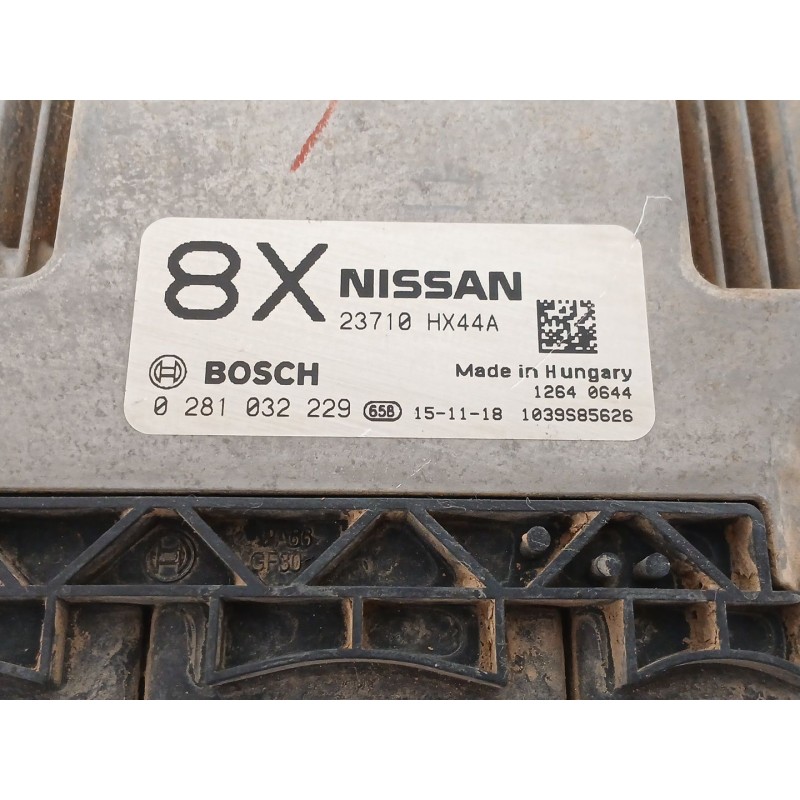 8X NISSAN
23710 HX44A
BOSCH
Made in Hungary
1264 0644
0 281 032 229 658 15-11-18 1039S85626